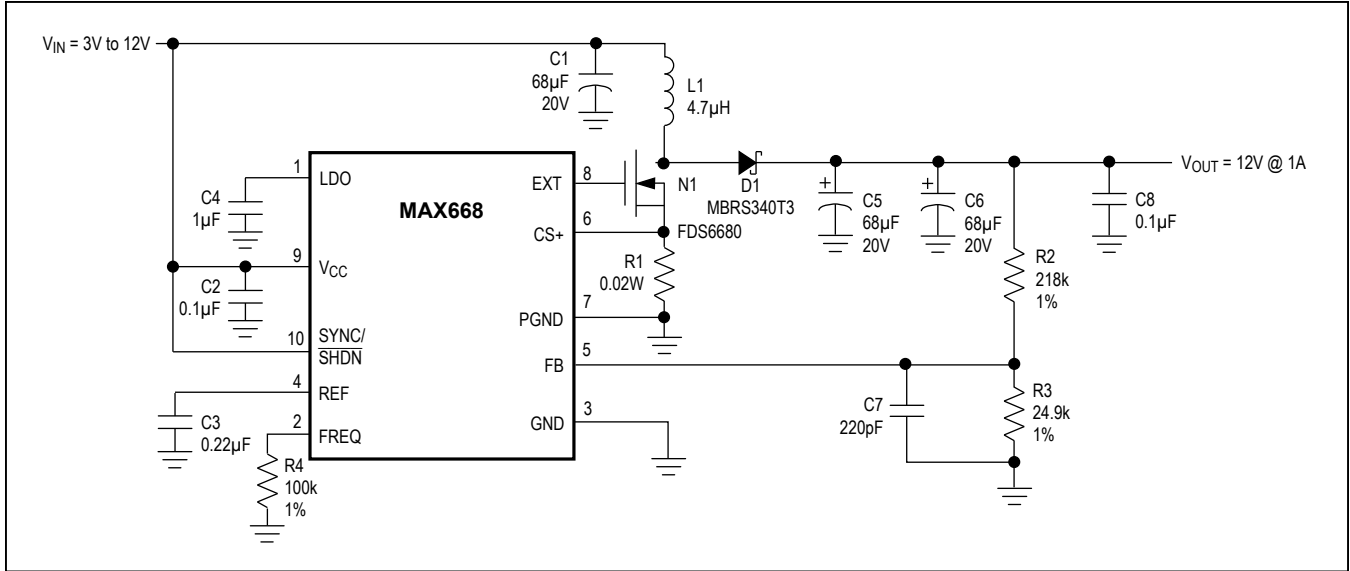 V_IN = 3V to 12V
C1
68µF
20V
L1
4.7µH
1
LDO
C4
1µF
MAX668
EXT
8
N1
FDS6680
D1
MBRS340T3
V_OUT = 12V @ 1A
+
C5
68µF
20V
+
C6
68µF
20V
C8
0.1µF
CS+
6
R1
0.02W
R2
218k
1%
9
V_CC
C2
0.1µF
PGND
7
10
SYNC/
SHDN
FB
5
4
REF
C3
0.22µF
C7
220pF
R3
24.9k
1%
GND
3
2
FREQ
R4
100k
1%